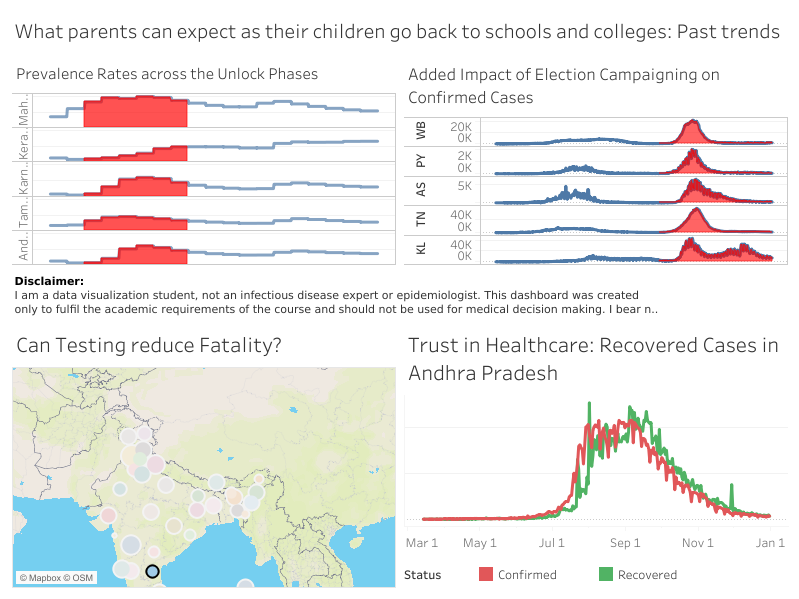 What parents can expect as their children go back to schools and colleges: Past trends
Prevalence Rates across the Unlock Phases
Mah..
Kera..
Karn..
Tam..
And..
Added Impact of Election Campaigning on
Confirmed Cases
WB
20K
0K
PY
2K
0K
AS
5K
TN
40K
0K
KL
40K
0K
Disclaimer:
I am a data visualization student, not an infectious disease expert or epidemiologist. This dashboard was created
only to fulfil the academic requirements of the course and should not be used for medical decision making. I bear n..
Can Testing reduce Fatality?
© Mapbox © OSM
Trust in Healthcare: Recovered Cases in
Andhra Pradesh
Mar 1 May 1 Jul 1 Sep 1 Nov 1 Jan 1
Status Confirmed Recovered